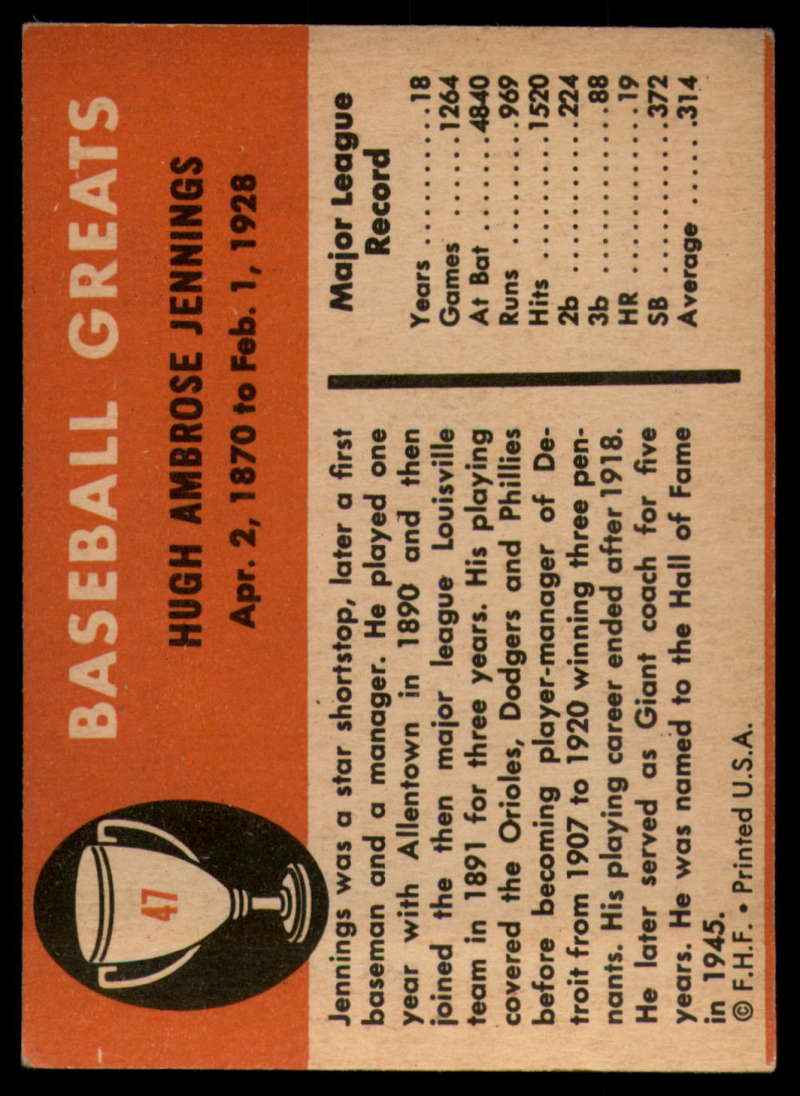 BASEBALL GREATS
47
HUGH AMBROSE JENNINGS
Apr. 2, 1870 to Feb. 1, 1928
Jennings was a star shortstop, later a first
baseman and a manager. He played one
year with Allentown in 1890 and then
joined the then major league Louisville
team in 1891 for three years. His playing
covered the Orioles, Dodgers and Phillies
before becoming player-manager of De-
troit from 1907 to 1920 winning three pen-
nants. His playing career ended after 1918.
He later served as Giant coach for five
years. He was named to the Hall of Fame
in 1945.
© F.H.F. • Printed U.S.A.
Major League
Record
Years ..........18
Games ......1264
At Bat .......4840
Runs ..........969
Hits ..........1520
2b ............224
3b ..............88
HR ..............19
SB ............372
Average ......314